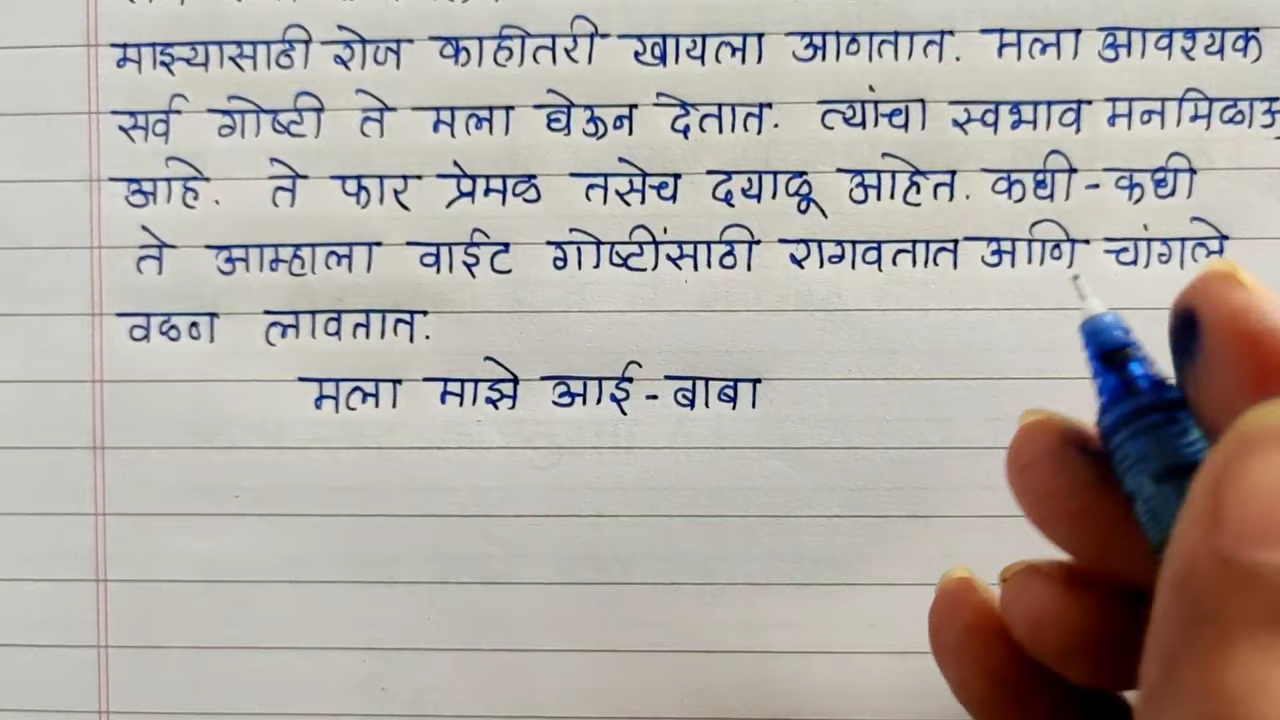 माझ्यासाठी रोज काहीतरी खायला आणतात. मला आवश्यक
सर्व गोष्टी ते मला घेऊन देतात. त्यांचा स्वभाव मनमिळाऊ
आहे. ते फार प्रेमळ तसेच दयाळू आहेत. कधी-कधी
ते आम्हाला वाईट गोष्टींसाठी रागवतात आणि चांगले
वळण लावतात.
मला माझे आई-बाबा